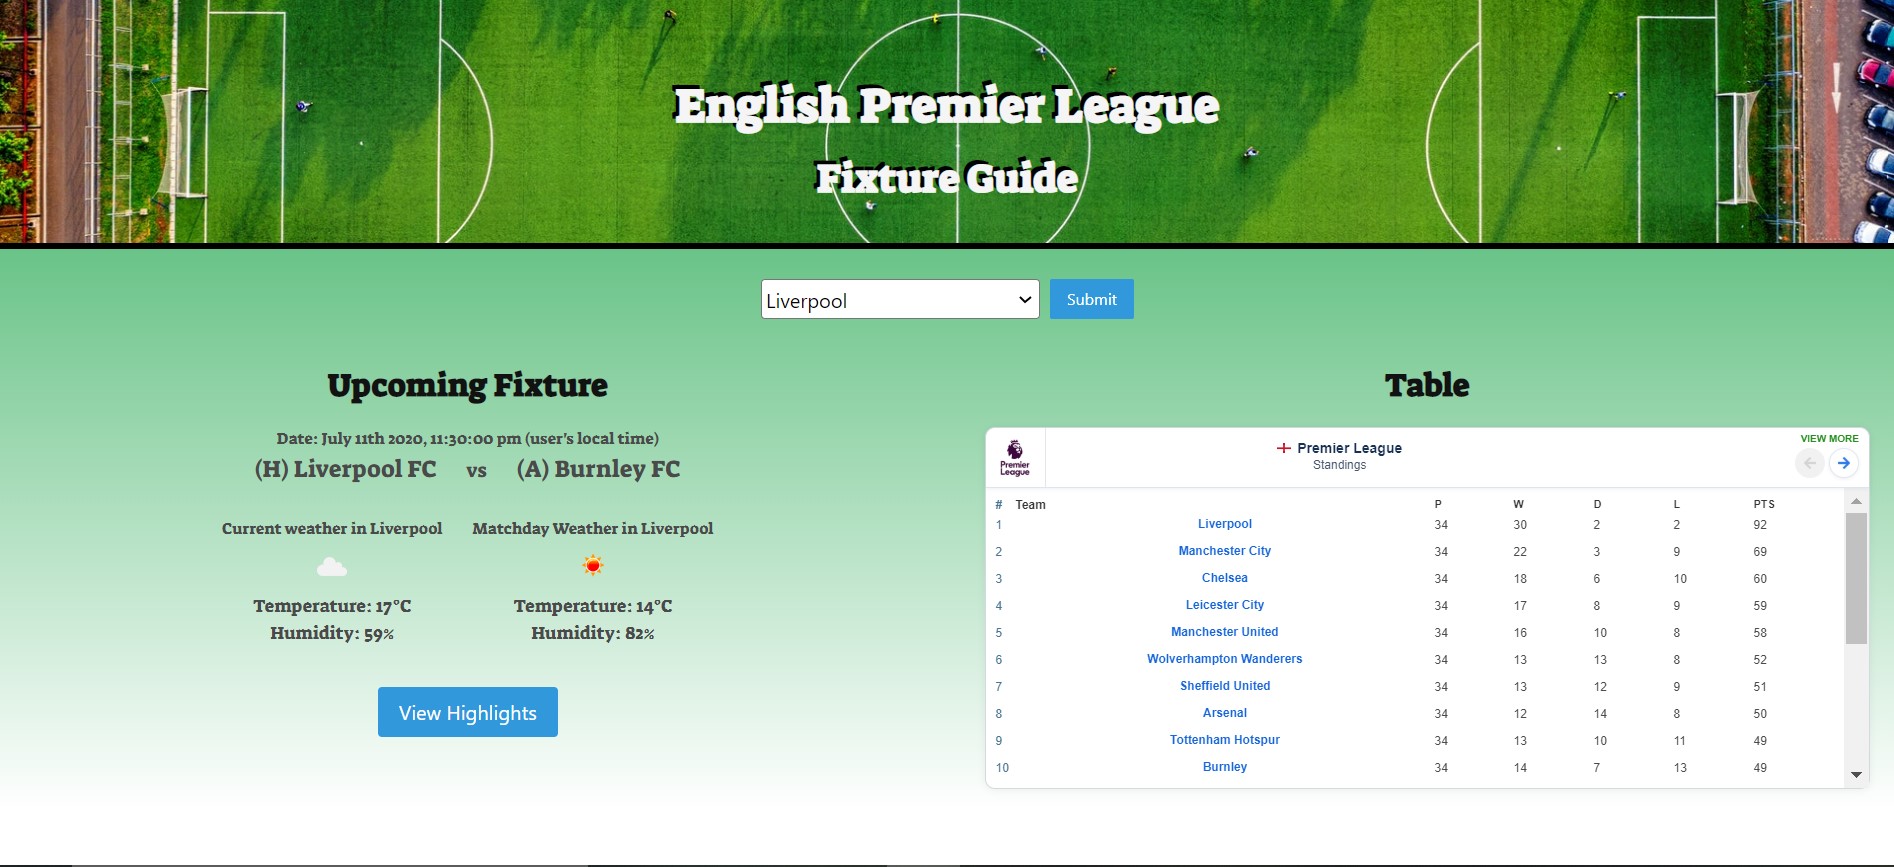 English Premier League
Fixture Guide
Liverpool
Submit
Upcoming Fixture
Date: July 11th 2020, 11:30:00 pm (user's local time)
(H) Liverpool FC vs (A) Burnley FC
Current weather in Liverpool
Temperature: 17°C
Humidity: 59%
Matchday Weather in Liverpool
Temperature: 14°C
Humidity: 82%
View Highlights
Table
Premier
League
Premier League
Standings
VIEW MORE
# Team P W D L PTS
1 Liverpool 34 30 2 2 92
2 Manchester City 34 22 3 9 69
3 Chelsea 34 18 6 10 60
4 Leicester City 34 17 8 9 59
5 Manchester United 34 16 10 8 58
6 Wolverhampton Wanderers 34 13 13 8 52
7 Sheffield United 34 13 12 9 51
8 Arsenal 34 12 14 8 50
9 Tottenham Hotspur 34 13 10 11 49
10 Burnley 34 14 7 13 49